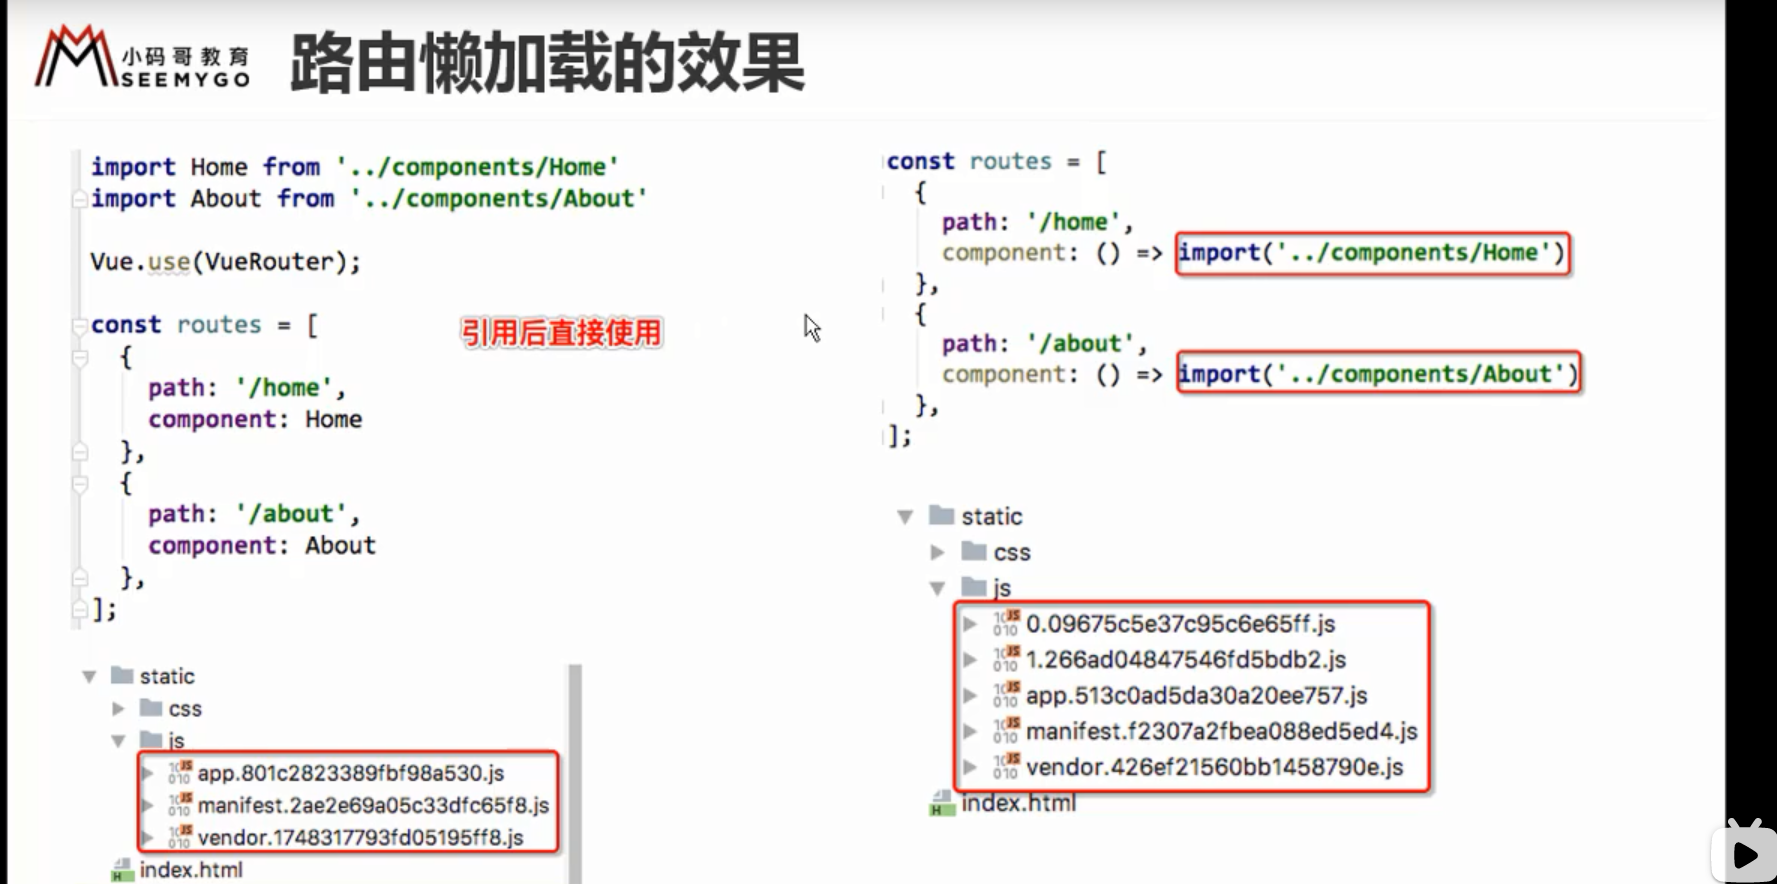 小码哥教育
SEEMYGO
路由懒加载的效果
import Home from '../components/Home'
import About from '../components/About'
Vue.use(VueRouter);
const routes = [
{
path: '/home',
component: Home
},
{
path: '/about',
component: About
},
];
引用后直接使用
static
css
js
app.801c2823389fbf98a530.js
manifest.2ae2e69a05c33dfc65f8.js
vendor.1748317793fd05195ff8.js
index.html
const routes = [
{
path: '/home',
component: () => import('../components/Home')
},
{
path: '/about',
component: () => import('../components/About')
},
];
static
css
js
0.09675c5e37c95c6e65ff.js
1.266ad04847546fd5bdb2.js
app.513c0ad5da30a20ee757.js
manifest.f2307a2fbea088ed5ed4.js
vendor.426ef21560bb1458790e.js
index.html